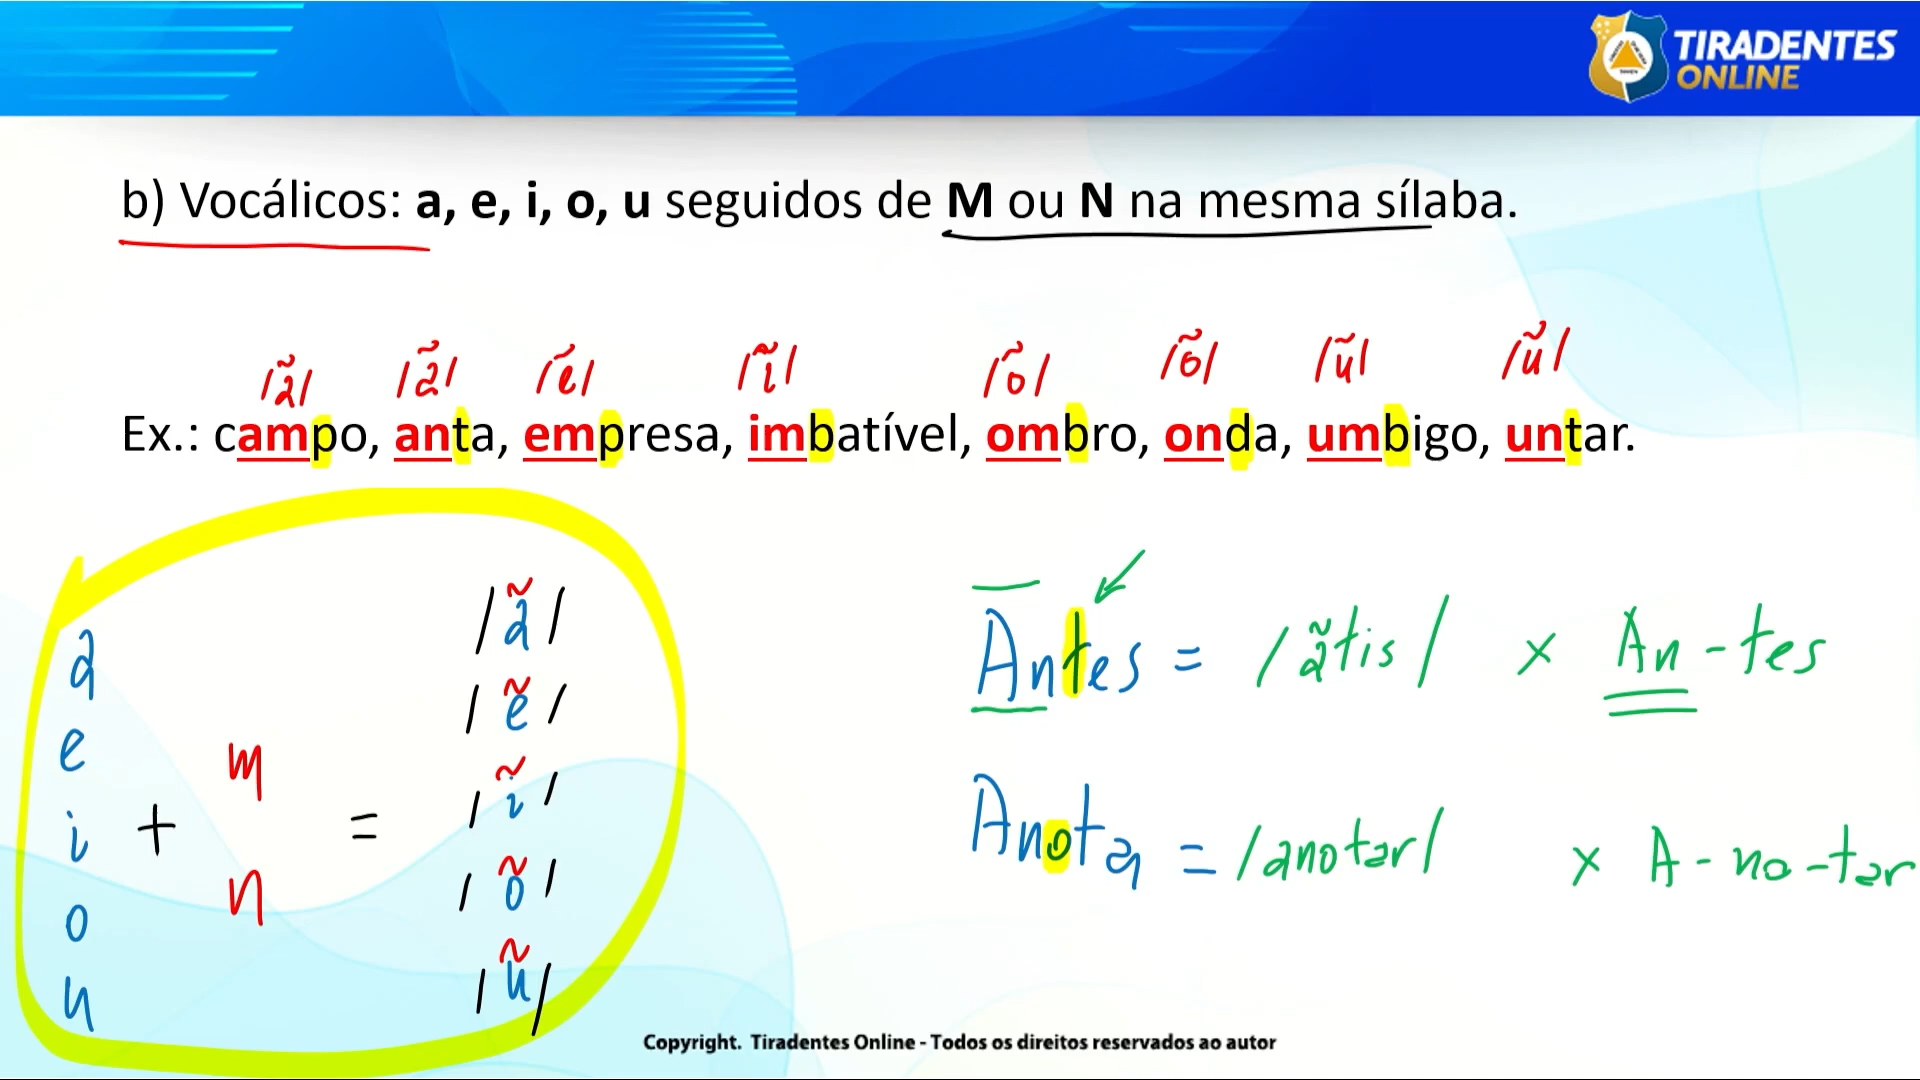 TIRADENTES
ONLINE
b) Vocálicos: a, e, i, o, u seguidos de M ou N na mesma sílaba.
/ã/ /ã/ /ẽ/ /ĩ/ /õ/ /õ/ /ũ/ /ũ/
Ex.: campo, anta, empresa, imbatível, ombro, onda, umbigo, untar.
a e i o u + m n = /ã/ /ẽ/ /ĩ/ /õ/ /ũ/
Antes = /ãtis/ x An-tes
Anota = /anotar/ x A-no-tar
Copyright. Tiradentes Online - Todos os direitos reservados ao autor